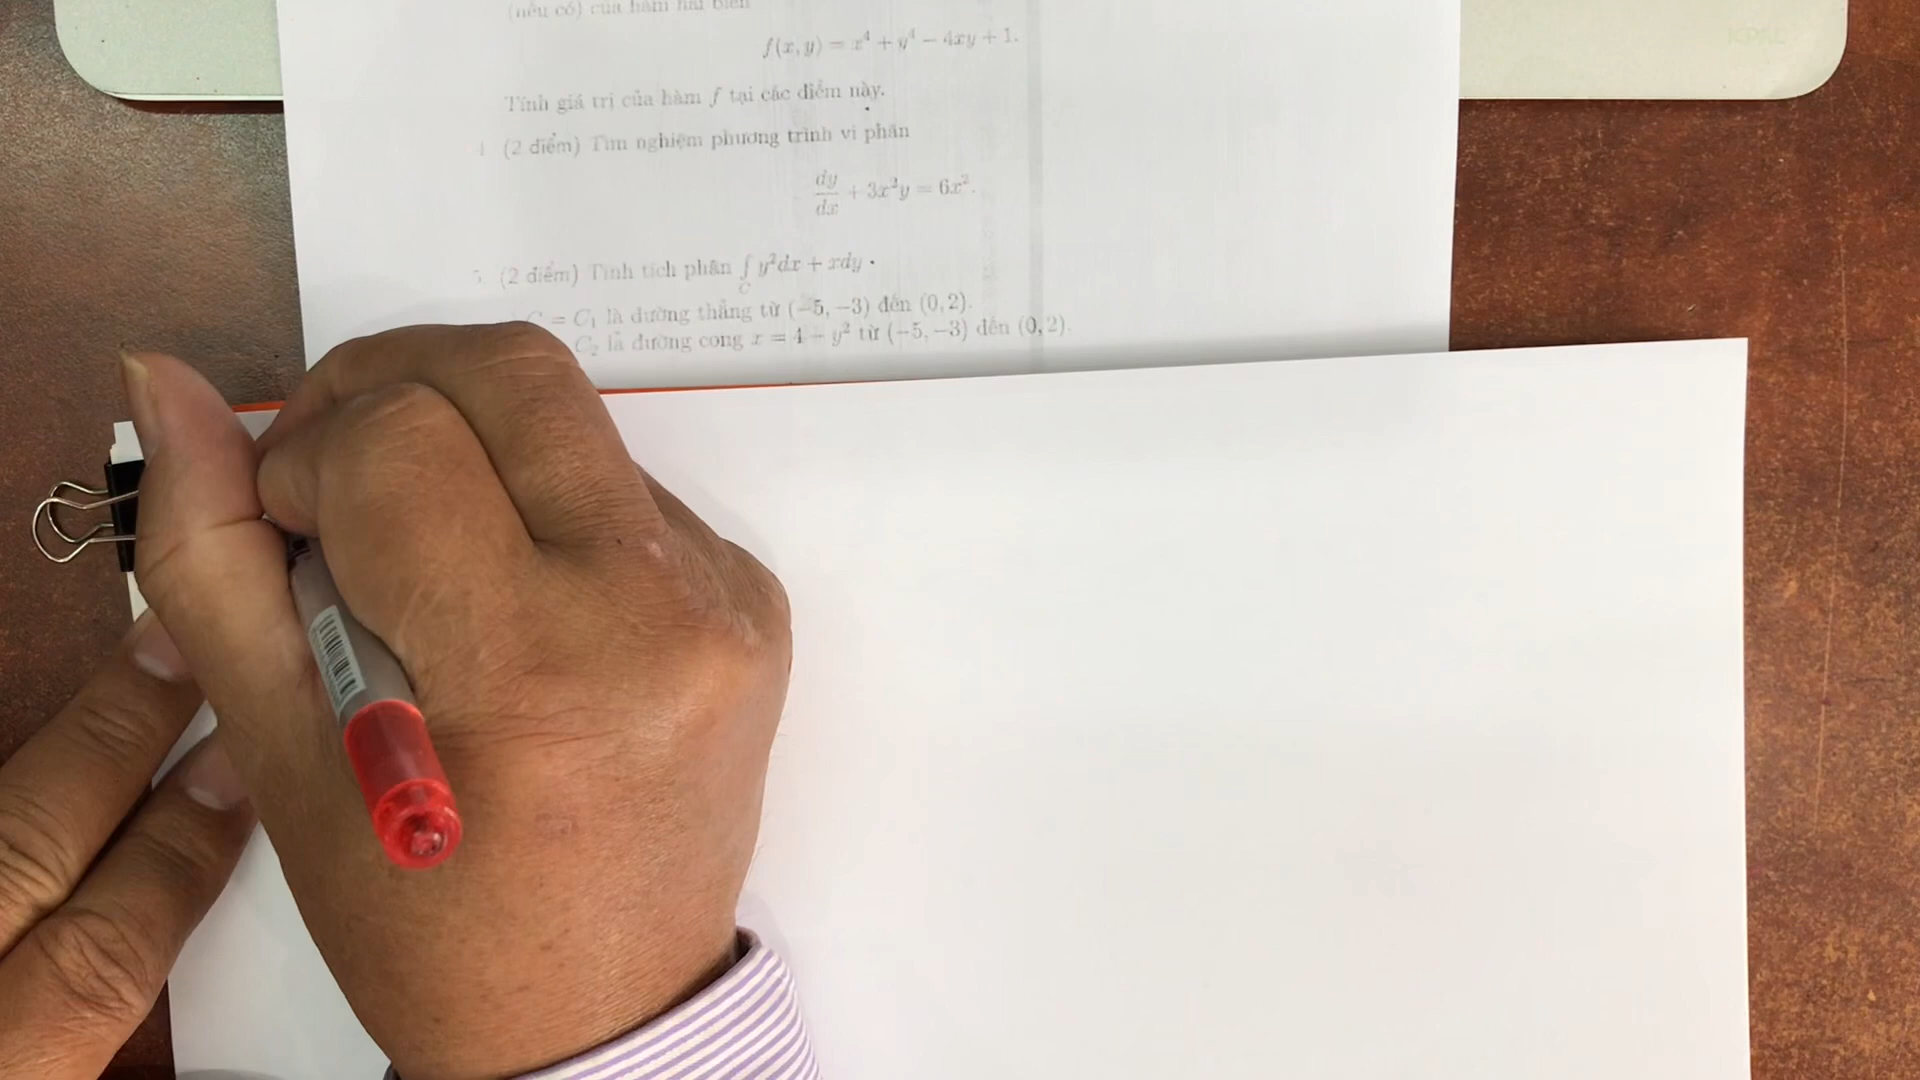 (nếu có) của hàm hai biến
f(x, y) = x⁴ + y⁴ − 4xy + 1.
Tính giá trị của hàm f tại các điểm này.
4 (2 điểm) Tìm nghiệm phương trình vi phân
dy/dx + 3x²y = 6x².
5. (2 điểm) Tính tích phân ∫_C y²dx + xdy
C = C₁ là đường thẳng từ (−5, −3) đến (0, 2).
C₂ là đường cong x = 4 − y² từ (−5, −3) đến (0, 2).